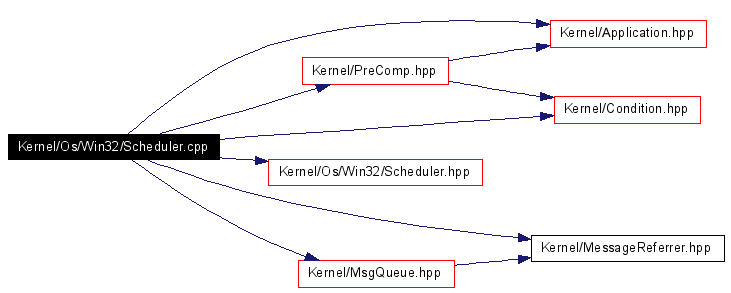 Kernel/Application.hpp
Kernel/PreComp.hpp
Kernel/Condition.hpp
Kernel/Os/Win32/Scheduler.cpp
Kernel/Os/Win32/Scheduler.hpp
Kernel/MessageReferrer.hpp
Kernel/MsgQueue.hpp